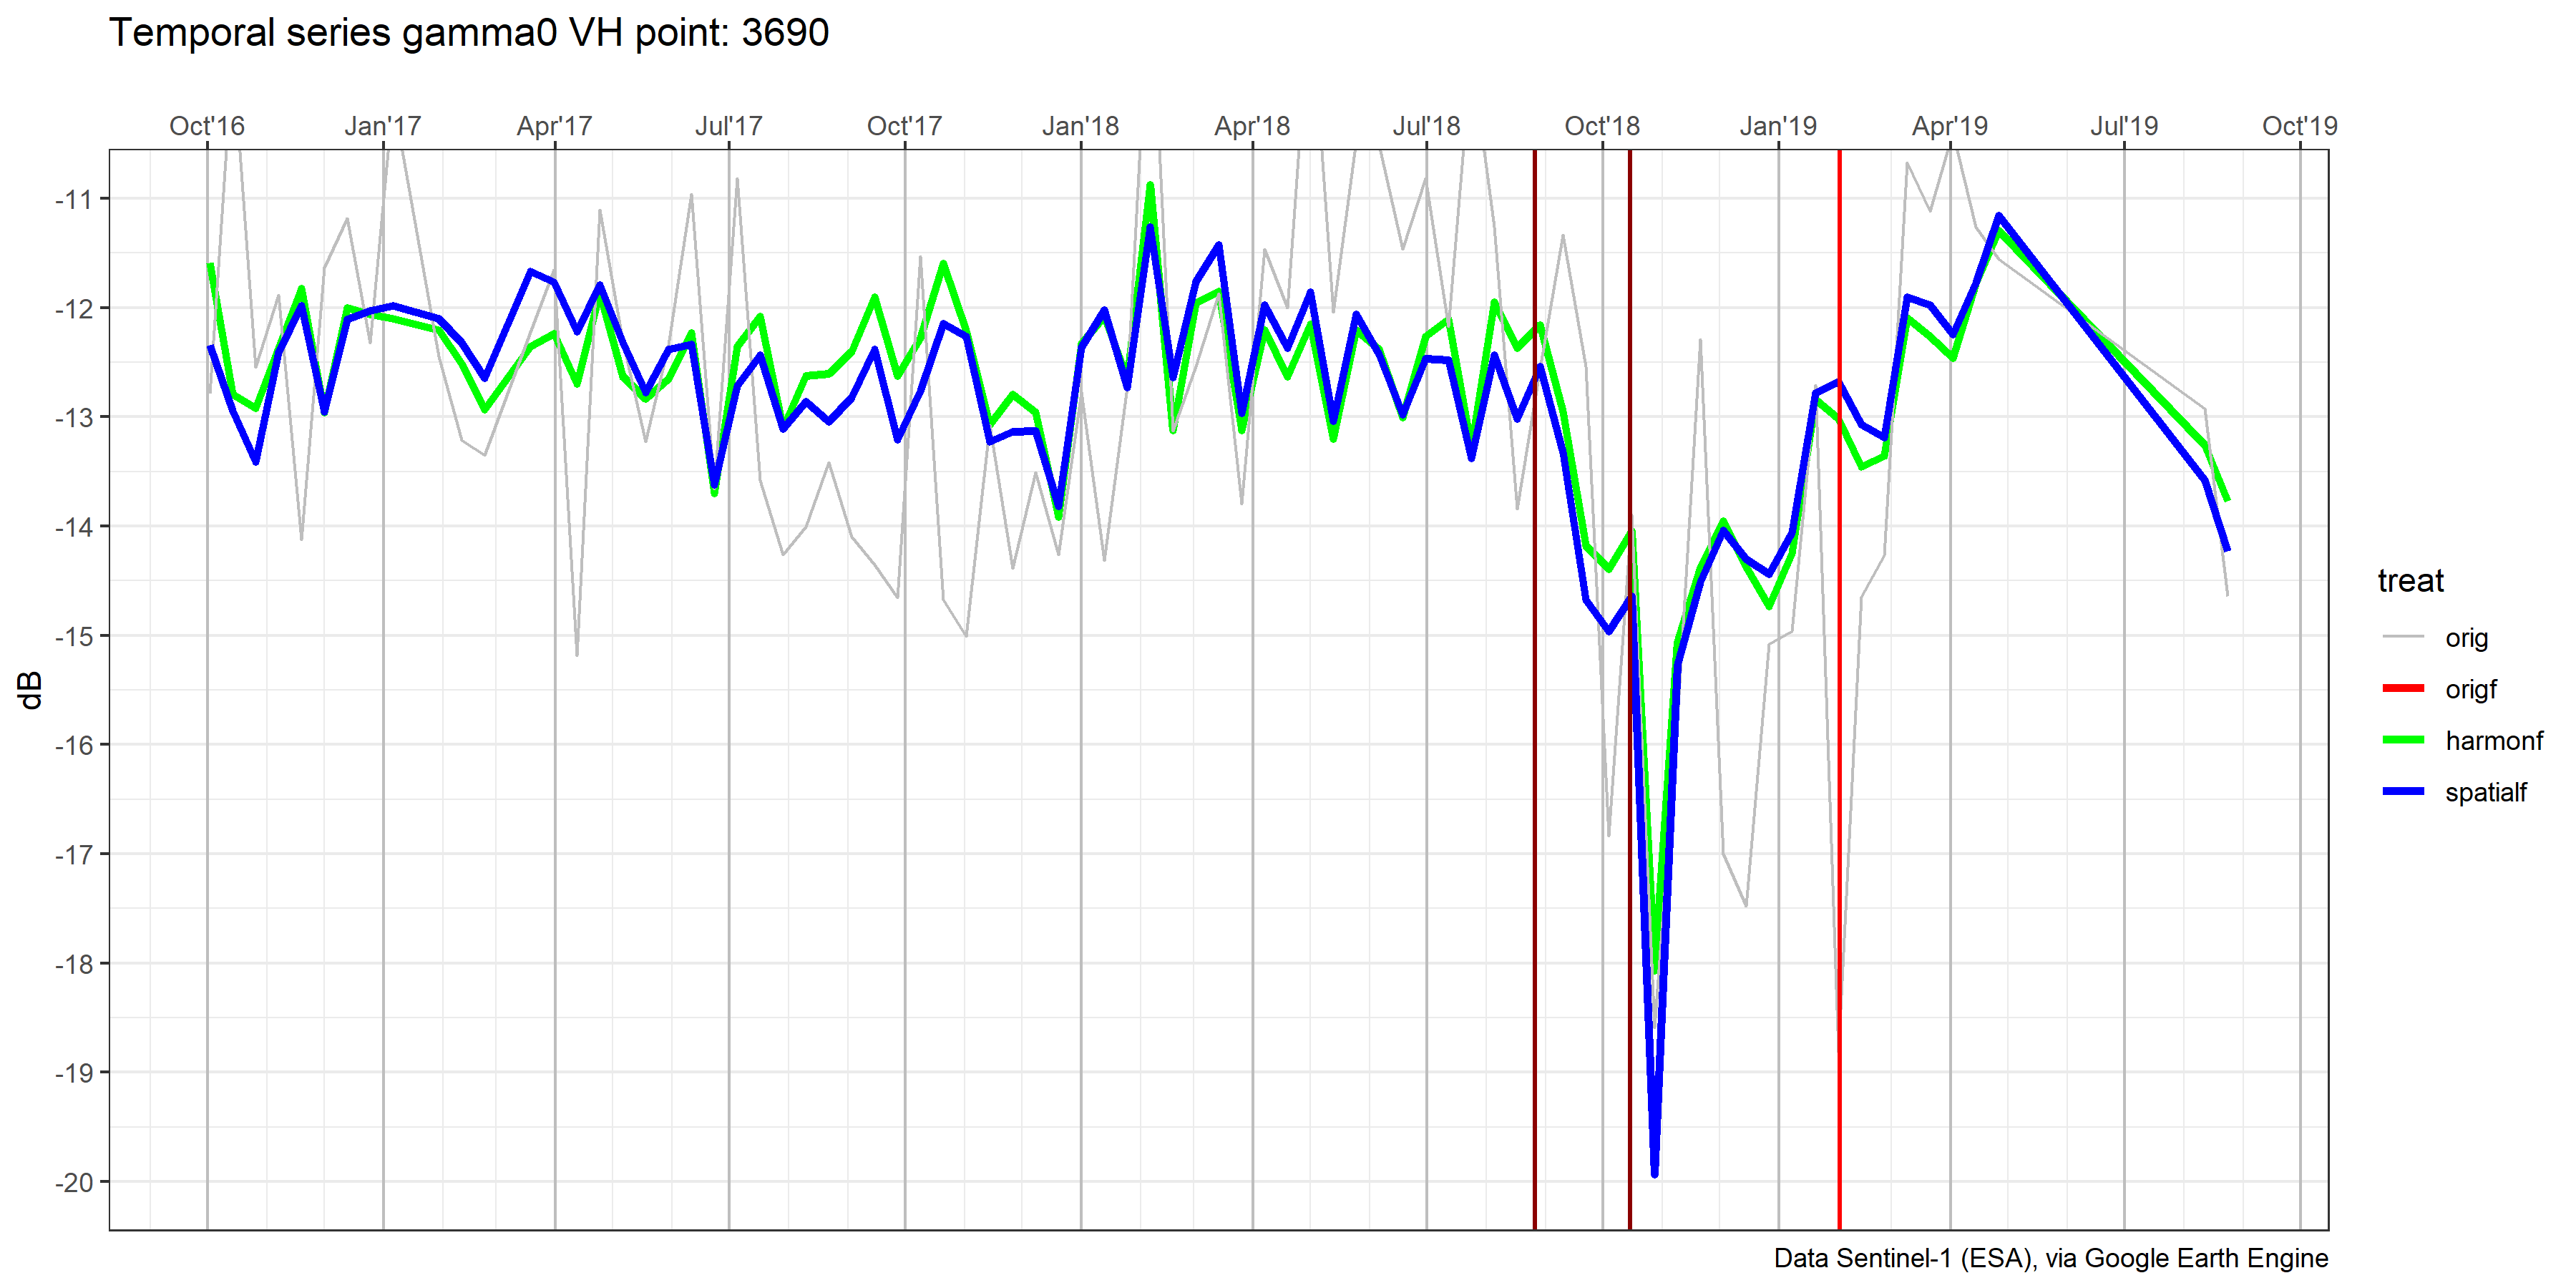 Temporal series gamma0 VH point: 3690
Oct'16 Jan'17 Apr'17 Jul'17 Oct'17 Jan'18 Apr'18 Jul'18 Oct'18 Jan'19 Apr'19 Jul'19 Oct'19
-11
-12
-13
-14
-15
-16
-17
-18
-19
-20
dB
treat
orig
origf
harmonf
spatialf
Data Sentinel-1 (ESA), via Google Earth Engine